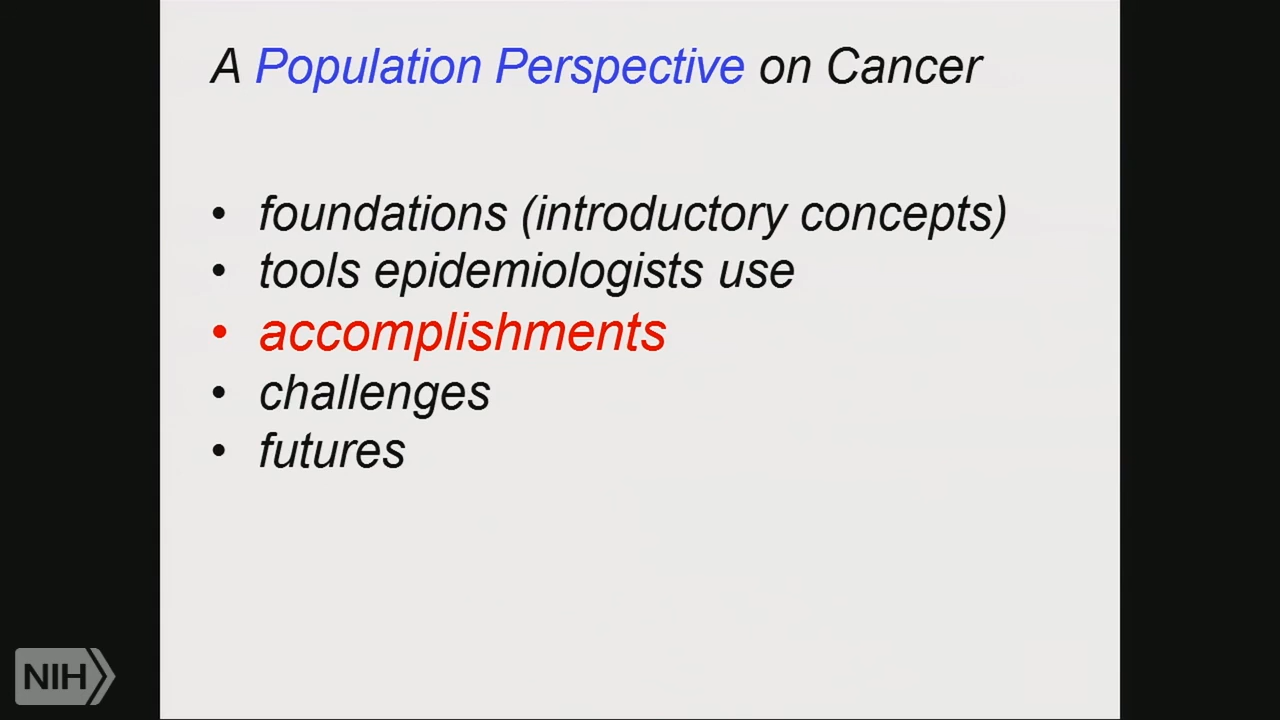 A Population Perspective on Cancer
• foundations (introductory concepts)
• tools epidemiologists use
• accomplishments
• challenges
• futures
NIH